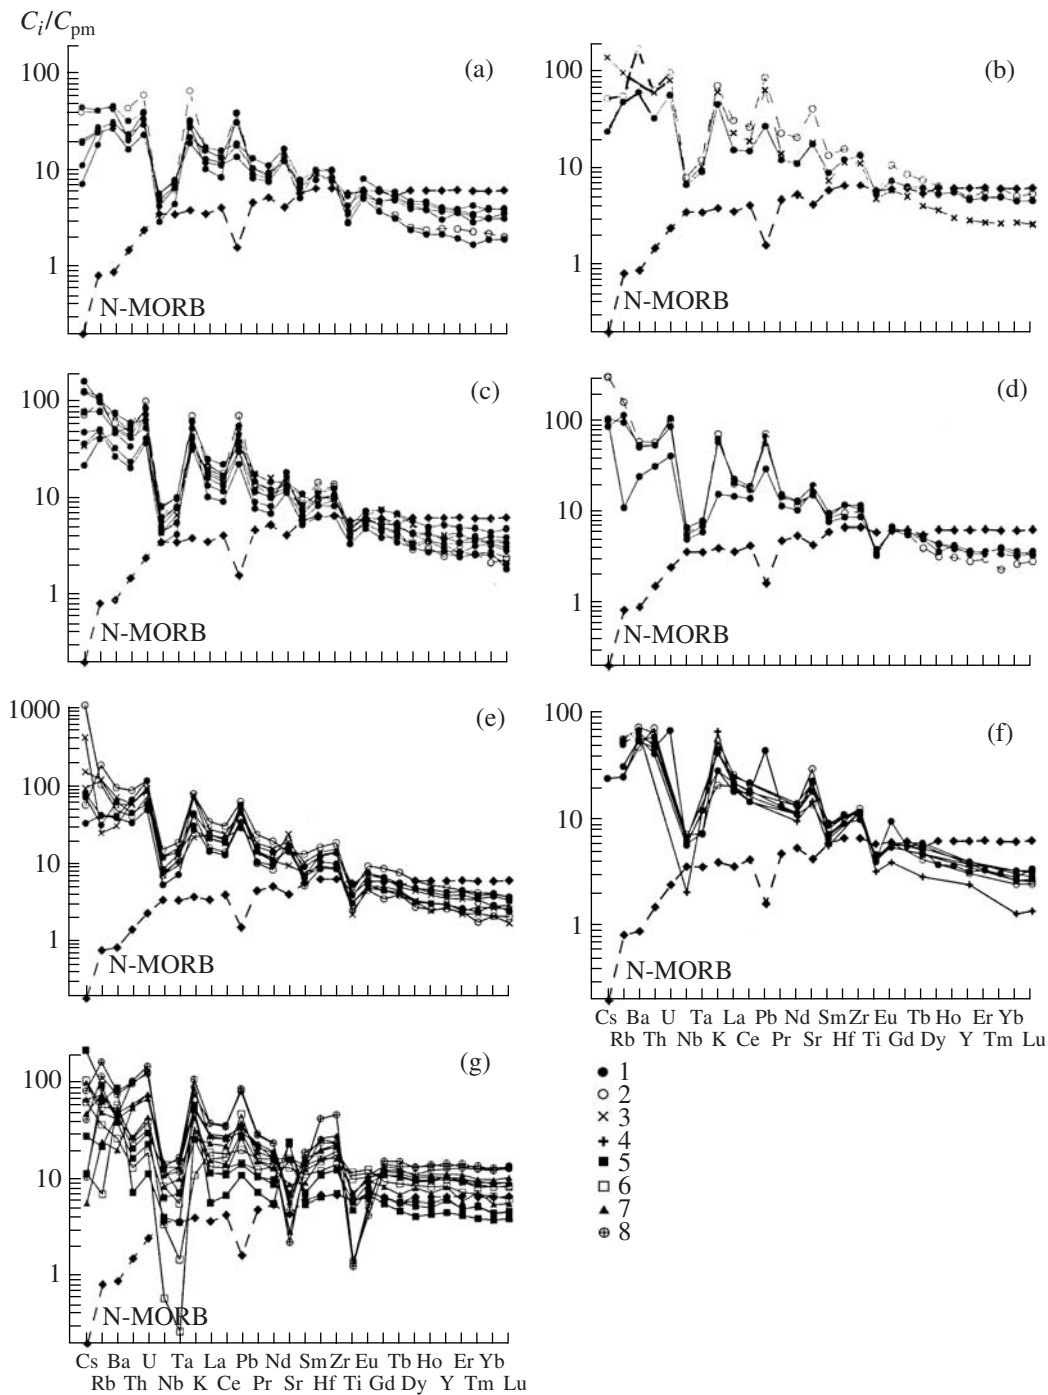 C_i/C_pm
(a)
100
10
1
N-MORB
(b)
100
10
1
N-MORB
(c)
100
10
1
N-MORB
(d)
100
10
1
N-MORB
(e)
1000
100
10
1
N-MORB
(f)
100
10
1
N-MORB
Cs Ba U Ta La Pb Nd Sm Zr Eu Tb Ho Er Yb
Rb Th Nb K Ce Pr Sr Hf Ti Gd Dy Y Tm Lu
(g)
100
10
1
N-MORB
Cs Ba U Ta La Pb Nd Sm Zr Eu Tb Ho Er Yb
Rb Th Nb K Ce Pr Sr Hf Ti Gd Dy Y Tm Lu
1
2
3
4
5
6
7
8